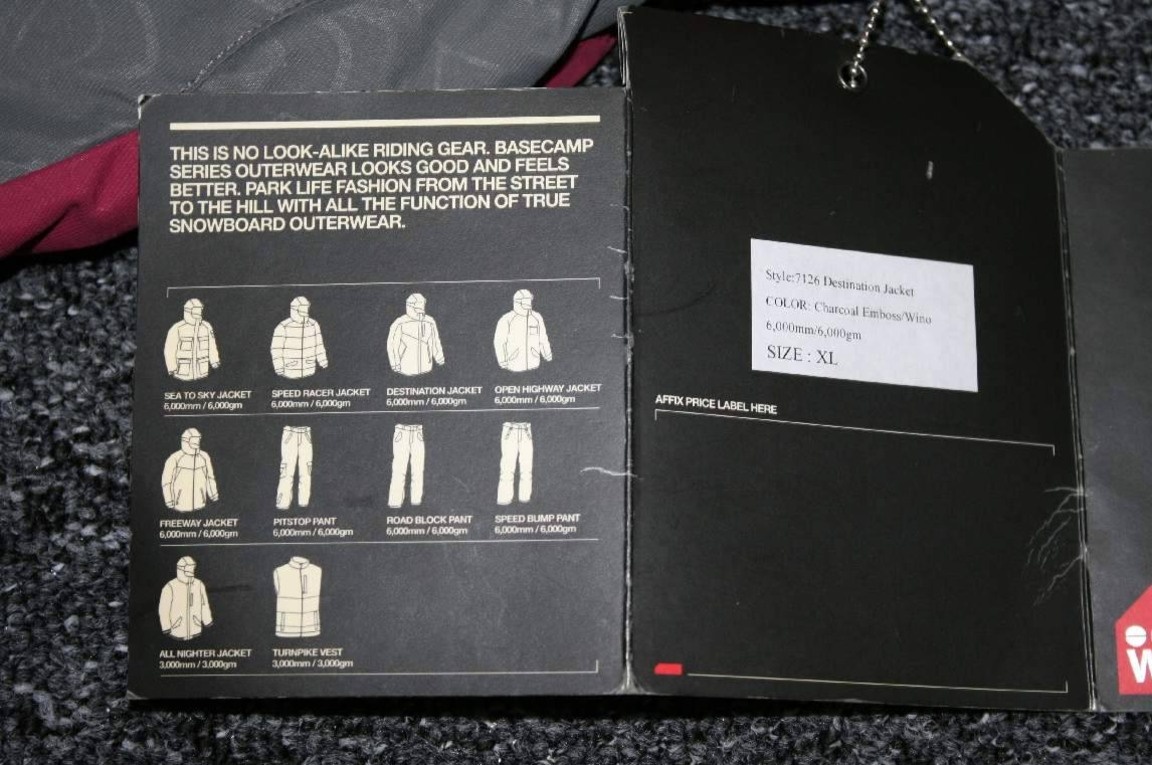 THIS IS NO LOOK-ALIKE RIDING GEAR. BASECAMP
SERIES OUTERWEAR LOOKS GOOD AND FEELS
BETTER. PARK LIFE FASHION FROM THE STREET
TO THE HILL WITH ALL THE FUNCTION OF TRUE
SNOWBOARD OUTERWEAR.
SEA TO SKY JACKET
6,000mm / 6,000gm
SPEED RACER JACKET
6,000mm / 6,000gm
DESTINATION JACKET
6,000mm / 6,000gm
OPEN HIGHWAY JACKET
6,000mm / 6,000gm
FREEWAY JACKET
6,000mm / 6,000gm
PITSTOP PANT
6,000mm / 6,000gm
ROAD BLOCK PANT
6,000mm / 6,000gm
SPEED BUMP PANT
6,000mm / 6,000gm
ALL NIGHTER JACKET
3,000mm / 3,000gm
TURNPIKE VEST
3,000mm / 3,000gm
Style:7126 Destination Jacket
COLOR: Charcoal Emboss/Wino
6,000mm/6,000gm
SIZE : XL
AFFIX PRICE LABEL HERE
W